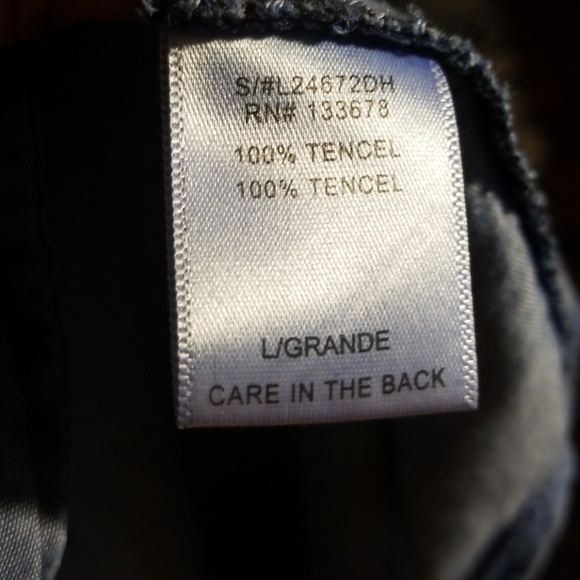 S/#L24672DH
RN# 133678
100% TENCEL
100% TENCEL
L/GRANDE
CARE IN THE BACK